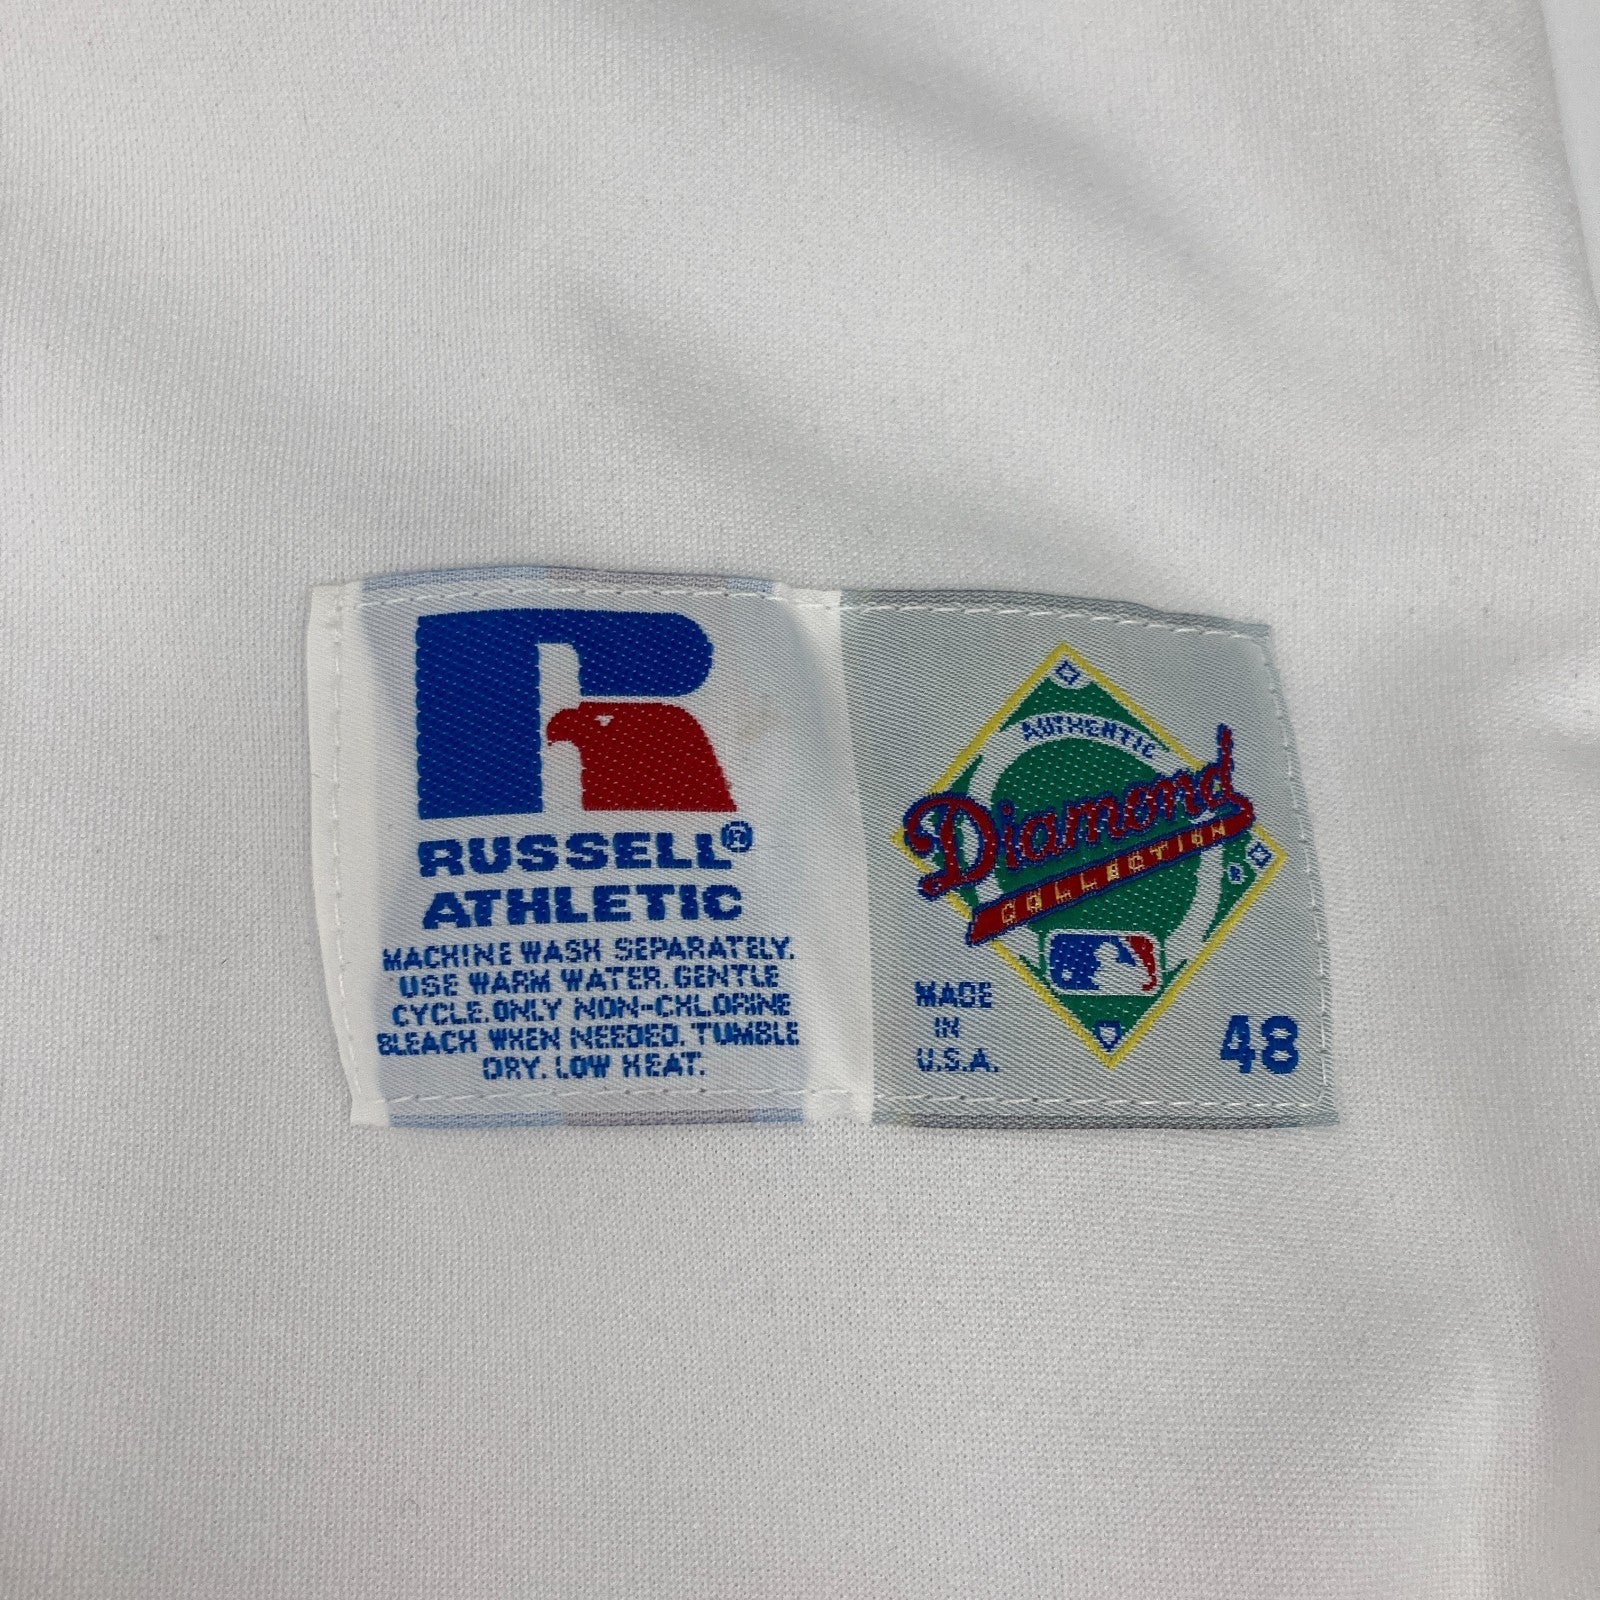 RUSSELL®
ATHLETIC
MACHINE WASH SEPARATELY.
USE WARM WATER. GENTLE
CYCLE. ONLY NON-CHLORINE
BLEACH WHEN NEEDED. TUMBLE
DRY. LOW HEAT.
AUTHENTIC
Diamond
COLLECTION
®
MADE
IN
U.S.A.
48